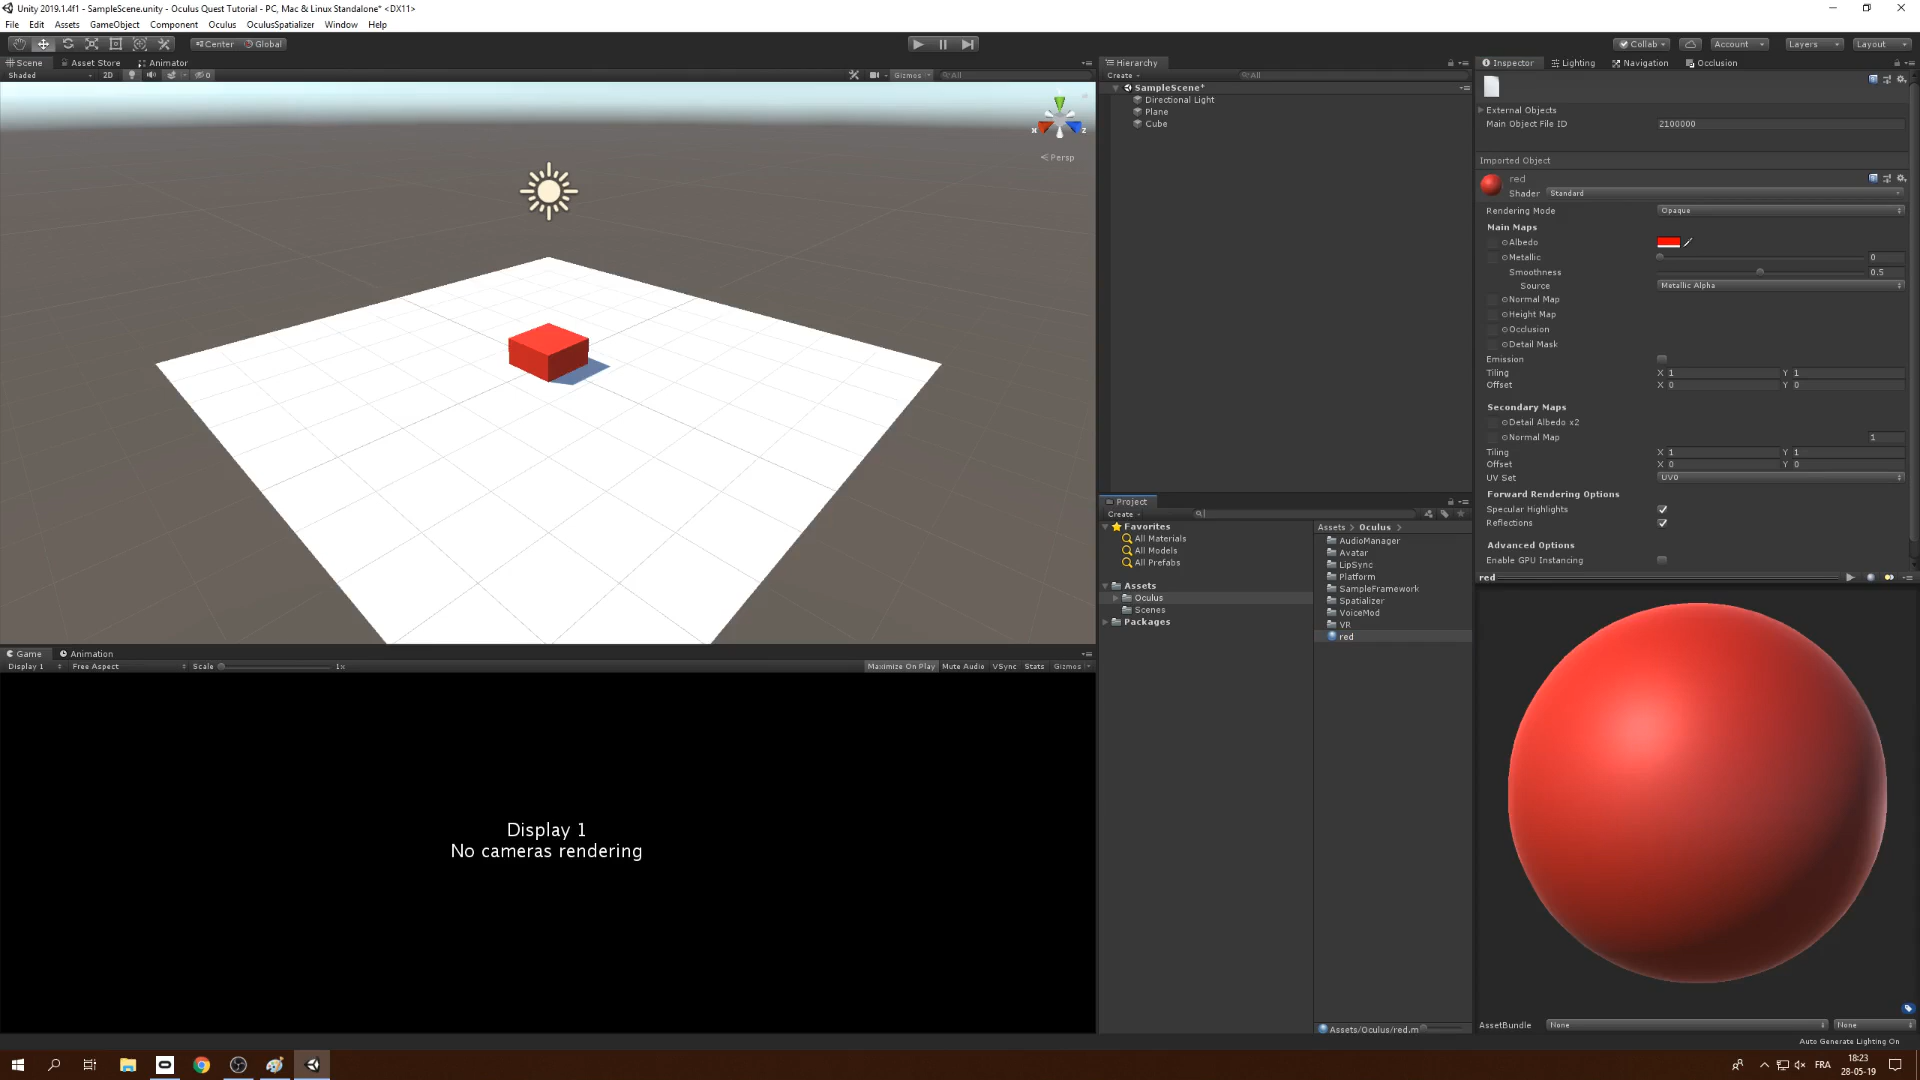 Unity 2019.1.4f1 - SampleScene.unity - Oculus Quest Tutorial - PC, Mac & Linux Standalone* <DX11>
File Edit Assets GameObject Component Oculus OculusSpatializer Window Help
Center Global
Collab Account Layers Layout
Scene Asset Store Animator
Shaded 2D 0 Gizmos All
x z
Persp
Hierarchy
Create All
SampleScene*
Directional Light
Plane
Cube
Game Animation
Display 1 Free Aspect Scale 1x Maximize On Play Mute Audio VSync Stats Gizmos
Display 1
No cameras rendering
Project
Create
Favorites
All Materials
All Models
All Prefabs
Assets
Oculus
Scenes
Packages
Assets > Oculus >
AudioManager
Avatar
LipSync
Platform
SampleFramework
Spatializer
VoiceMod
VR
red
Assets/Oculus/red.m
Inspector Lighting Navigation Occlusion
External Objects
Main Object File ID 2100000
Imported Object
red
Shader Standard
Rendering Mode Opaque
Main Maps
Albedo
Metallic 0
Smoothness 0.5
Source Metallic Alpha
Normal Map
Height Map
Occlusion
Detail Mask
Emission
Tiling X 1 Y 1
Offset X 0 Y 0
Secondary Maps
Detail Albedo x2
Normal Map 1
Tiling X 1 Y 1
Offset X 0 Y 0
UV Set UV0
Forward Rendering Options
Specular Highlights
Reflections
Advanced Options
Enable GPU Instancing
red
AssetBundle None None
Auto Generate Lighting On
FRA
18:23
28-05-19